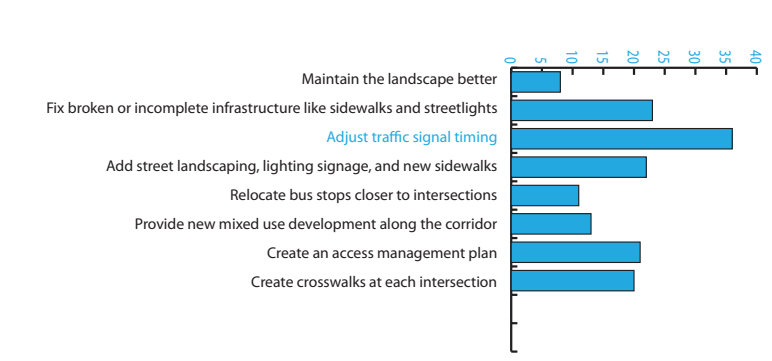 0 5 10 15 20 25 30 35 40
Maintain the landscape better
Fix broken or incomplete infrastructure like sidewalks and streetlights
Adjust traffic signal timing
Add street landscaping, lighting signage, and new sidewalks
Relocate bus stops closer to intersections
Provide new mixed use development along the corridor
Create an access management plan
Create crosswalks at each intersection